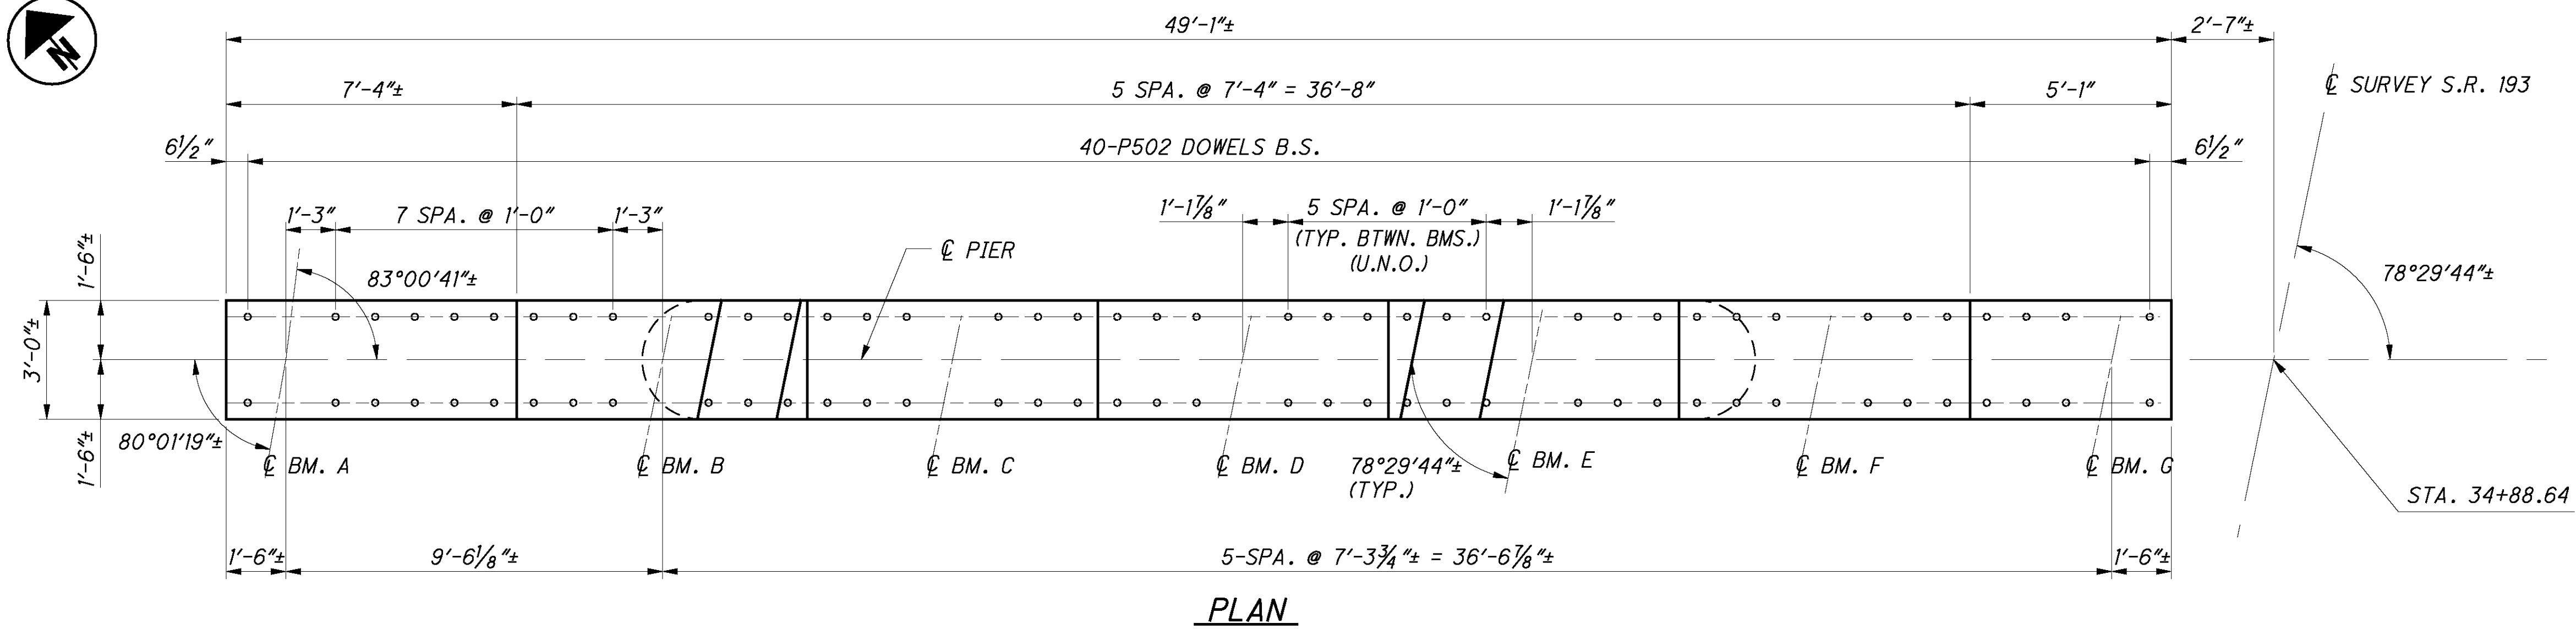 N
49'-1"±
2'-7"±
7'-4"±
5 SPA. @ 7'-4" = 36'-8"
5'-1"
℄ SURVEY S.R. 193
6½"
40-P502 DOWELS B.S.
6½"
1'-3"
7 SPA. @ 1'-0"
1'-3"
1'-1⅞"
5 SPA. @ 1'-0"
(TYP. BTWN. BMS.)
(U.N.O.)
1'-1⅞"
1'-6"±
83°00'41"±
℄ PIER
78°29'44"±
3'-0"±
1'-6"±
80°01'19"±
℄ BM. A
℄ BM. B
℄ BM. C
℄ BM. D
78°29'44"±
(TYP.)
℄ BM. E
℄ BM. F
℄ BM. G
STA. 34+88.64
1'-6"±
9'-6⅛"±
5-SPA. @ 7'-3¾"± = 36'-6⅞"±
1'-6"±
PLAN